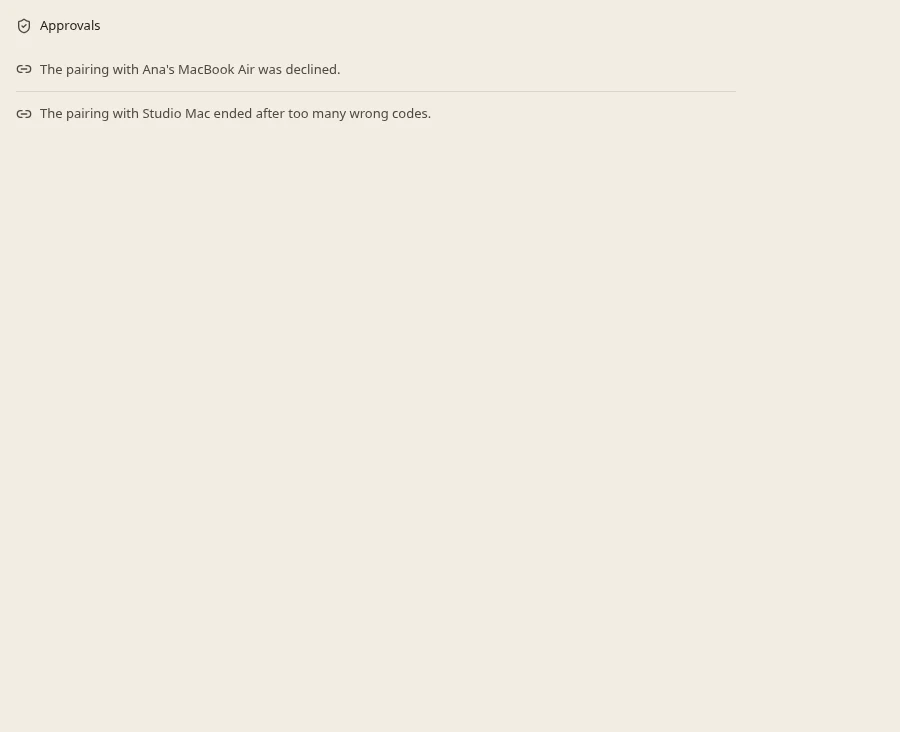 Approvals
The pairing with Ana's MacBook Air was declined.
The pairing with Studio Mac ended after too many wrong codes.